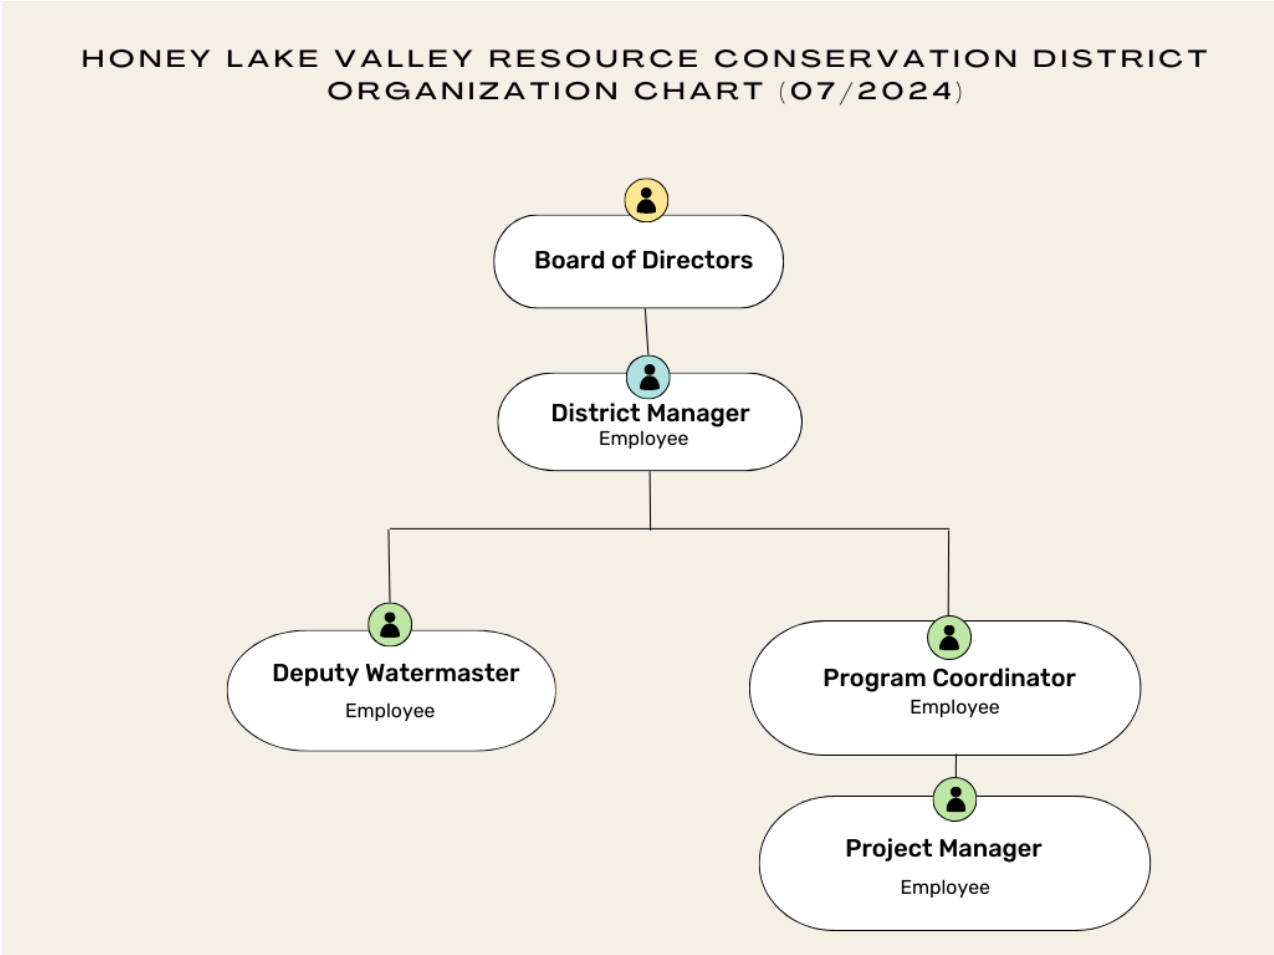 HONEY LAKE VALLEY RESOURCE CONSERVATION DISTRICT
ORGANIZATION CHART (07/2024)
Board of Directors
District Manager
Employee
Deputy Watermaster
Employee
Program Coordinator
Employee
Project Manager
Employee